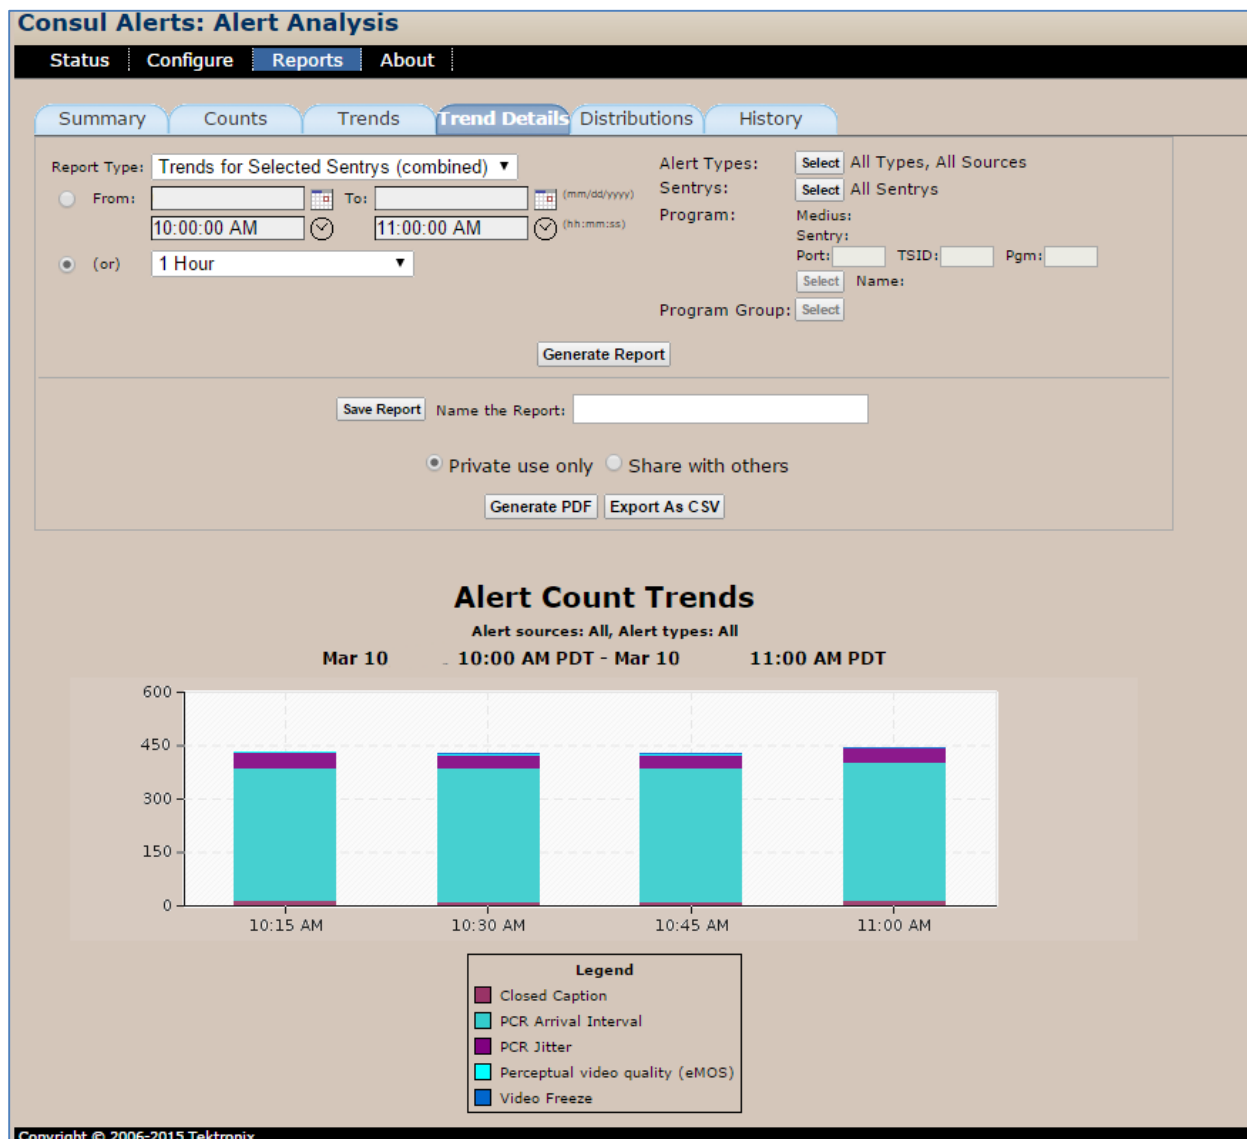 Consul Alerts: Alert Analysis
Status Configure Reports About
Summary Counts Trends Trend Details Distributions History
Report Type: Trends for Selected Sentrys (combined)
From: To: (mm/dd/yyyy)
10:00:00 AM 11:00:00 AM (hh:mm:ss)
(or) 1 Hour
Alert Types: Select All Types, All Sources
Sentrys: Select All Sentrys
Program: Medius:
Sentry:
Port: TSID: Pgm:
Select Name:
Program Group: Select
Generate Report
Save Report Name the Report:
Private use only Share with others
Generate PDF Export As CSV
Alert Count Trends
Alert sources: All, Alert types: All
Mar 10 10:00 AM PDT - Mar 10 11:00 AM PDT
600
450
300
150
0
10:15 AM 10:30 AM 10:45 AM 11:00 AM
Legend
Closed Caption
PCR Arrival Interval
PCR Jitter
Perceptual video quality (eMOS)
Video Freeze
Copyright © 2006-2015 Tektronix